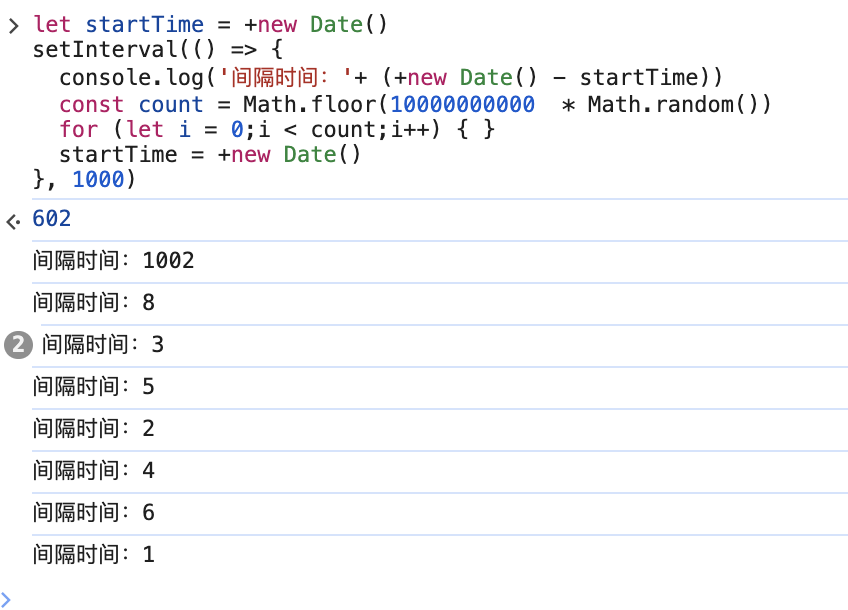 let startTime = +new Date()
setInterval(() => {
  console.log('间隔时间：'+ (+new Date() - startTime))
  const count = Math.floor(10000000000  * Math.random())
  for (let i = 0;i < count;i++) { }
  startTime = +new Date()
}, 1000)
602
间隔时间：1002
间隔时间：8
2 间隔时间：3
间隔时间：5
间隔时间：2
间隔时间：4
间隔时间：6
间隔时间：1